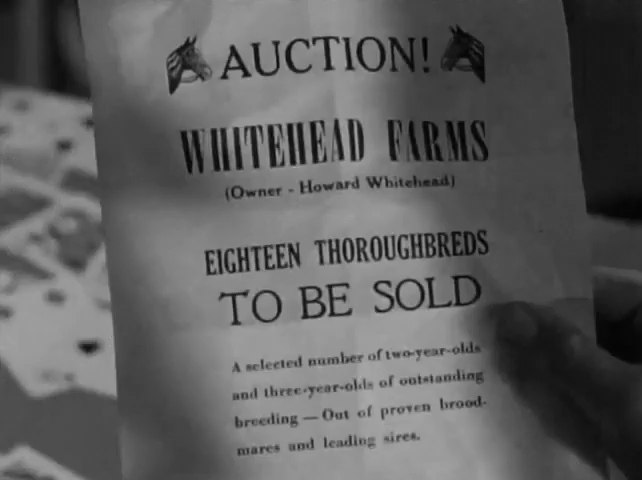 AUCTION!
WHITEHEAD FARMS
(Owner - Howard Whitehead)
EIGHTEEN THOROUGHBREDS
TO BE SOLD
A selected number of two-year-olds
and three-year-olds of outstanding
breeding — Out of proven brood-
mares and leading sires.